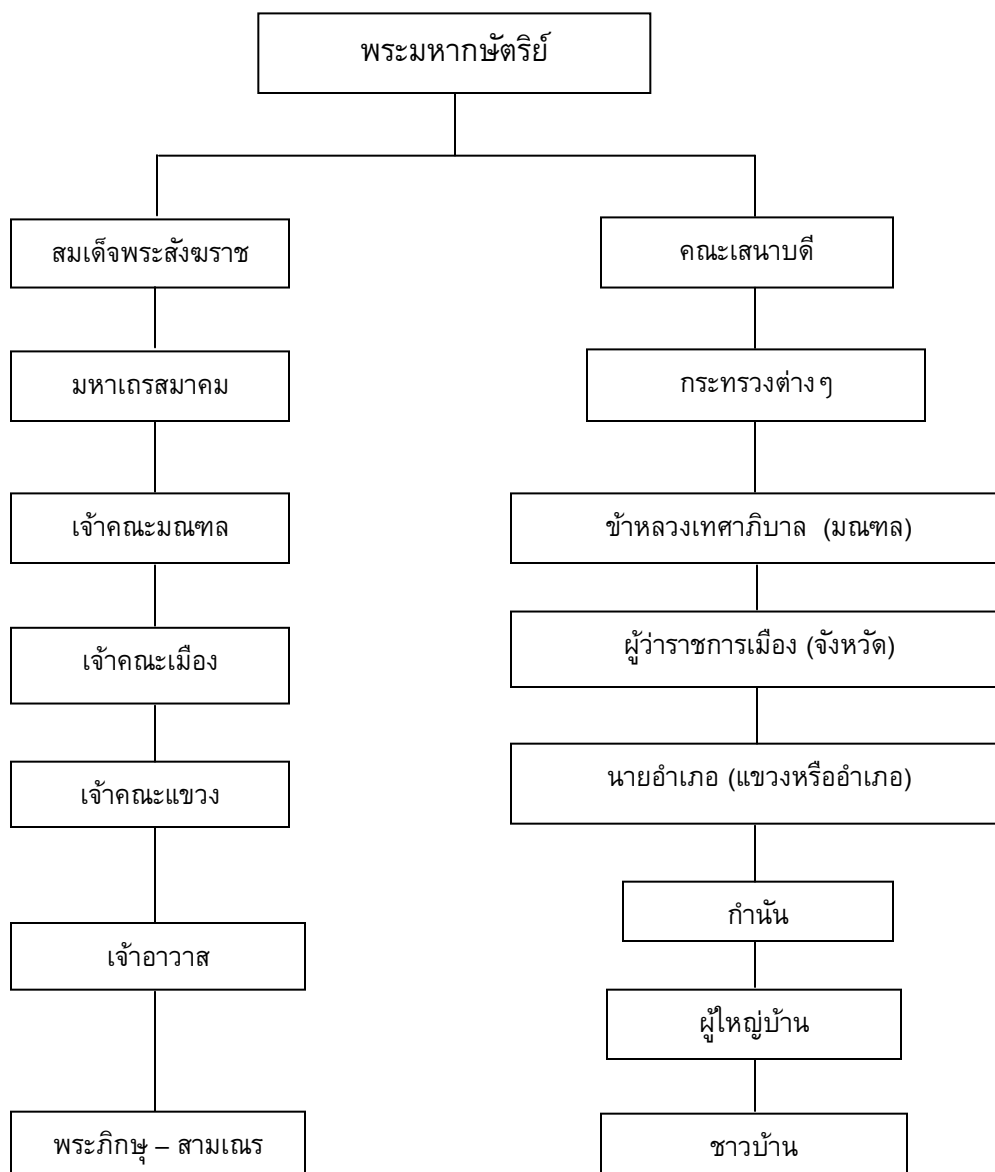 พระมหากษัตริย์
สมเด็จพระสังฆราช
คณะเสนาบดี
มหาเถรสมาคม
กระทรวงต่างๆ
เจ้าคณะมณฑล
ข้าหลวงเทศาภิบาล (มณฑล)
เจ้าคณะเมือง
ผู้ว่าราชการเมือง (จังหวัด)
เจ้าคณะแขวง
นายอำเภอ (แขวงหรืออำเภอ)
กำนัน
เจ้าอาวาส
ผู้ใหญ่บ้าน
พระภิกษุ – สามเณร
ชาวบ้าน